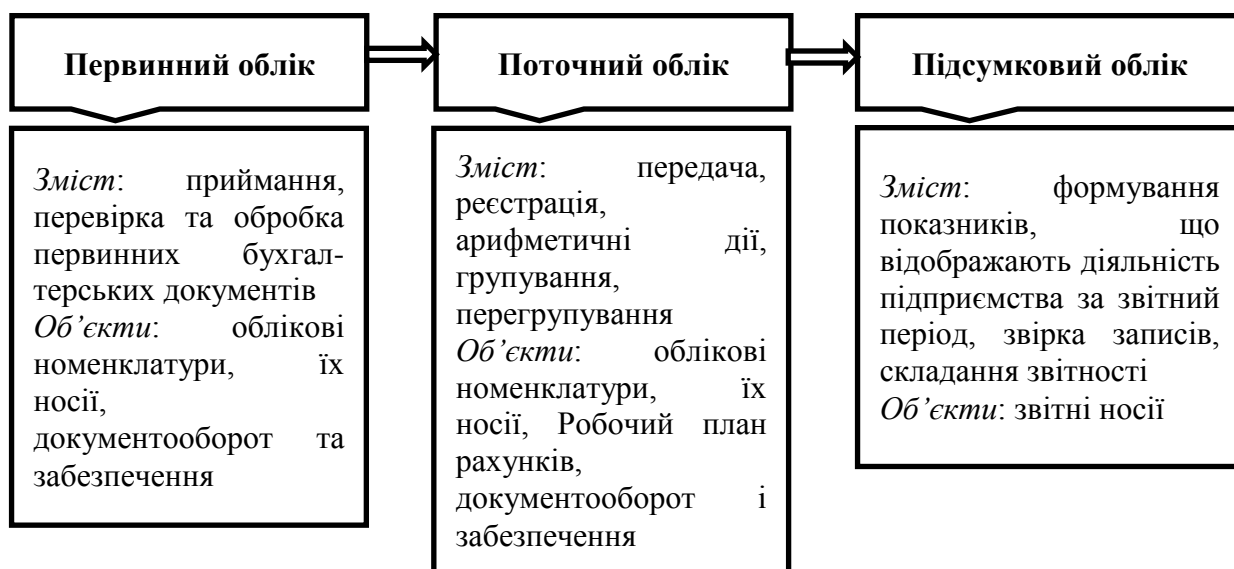 Первинний облік
Поточний облік
Підсумковий облік
Зміст: приймання,
перевірка та обробка
первинних бухгал-
терських документів
Об’єкти: облікові
номенклатури, їх
носії,
документооборот та
забезпечення
Зміст: передача,
реєстрація,
арифметичні дії,
групування,
перегрупування
Об’єкти: облікові
номенклатури, їх
носії, Робочий план
рахунків,
документооборот і
забезпечення
Зміст: формування
показників, що
відображають діяльність
підприємства за звітний
період, звірка записів,
складання звітності
Об’єкти: звітні носії